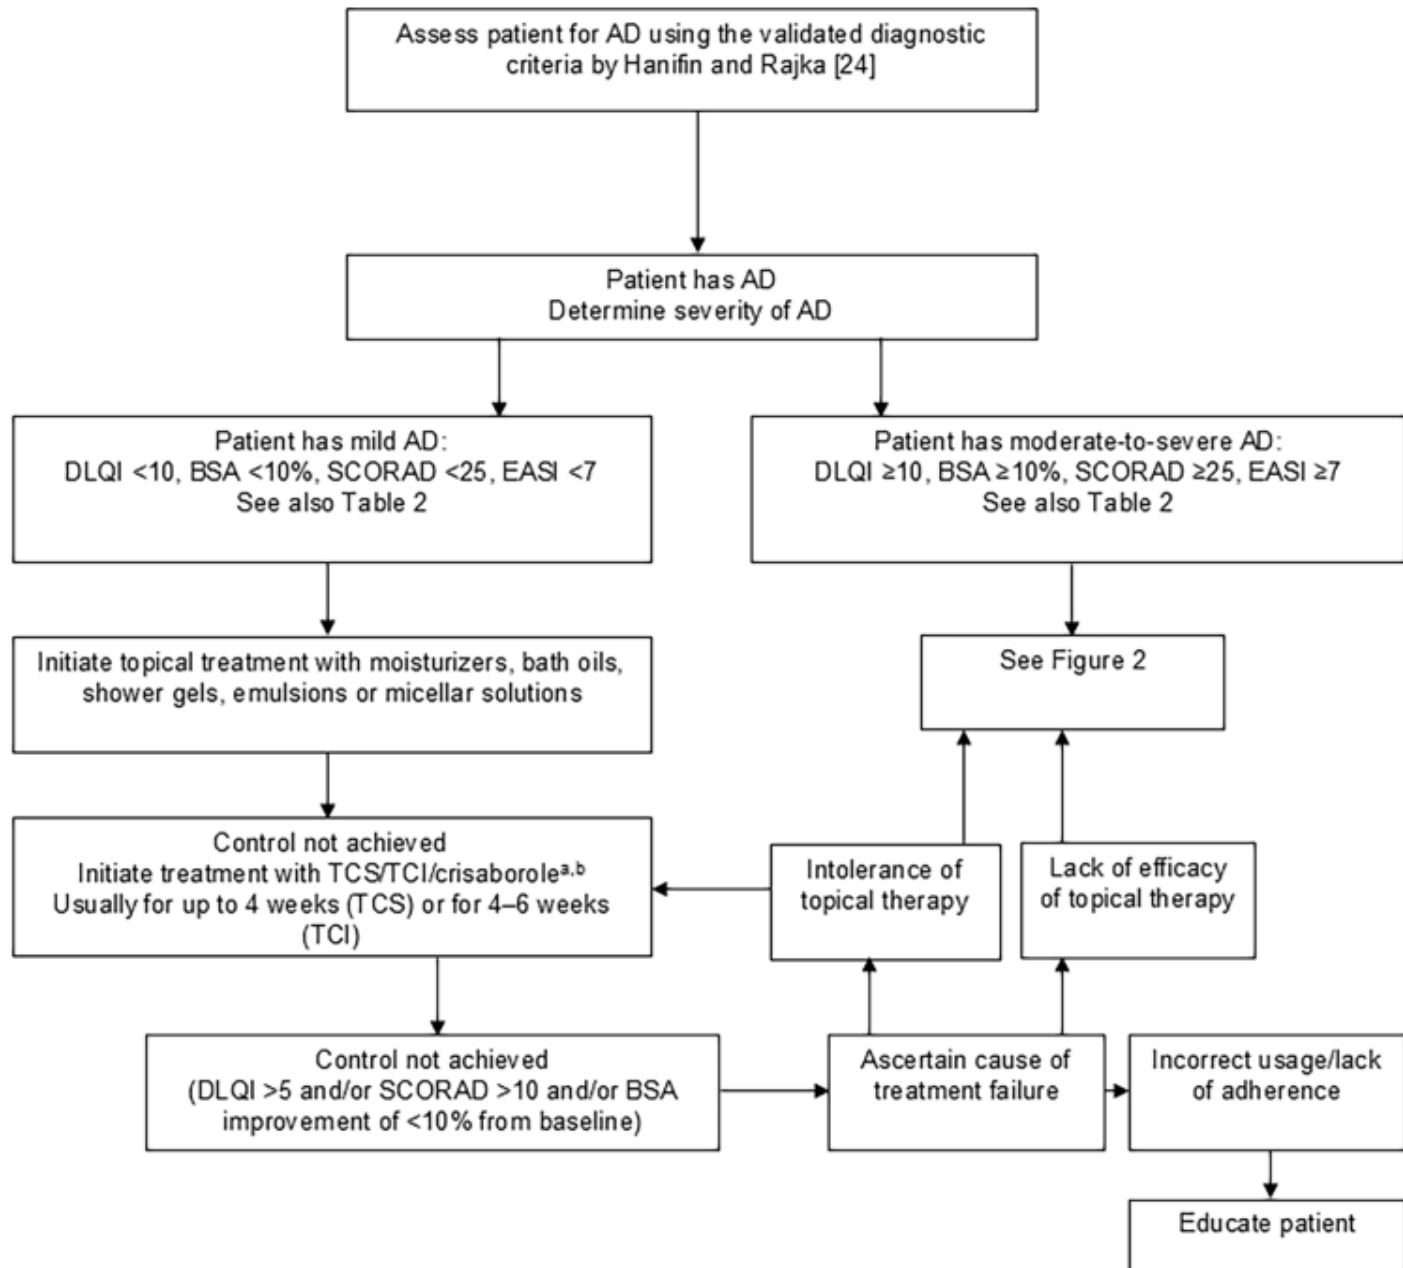 Assess patient for AD using the validated diagnostic
criteria by Hanifin and Rajka [24]
Patient has AD
Determine severity of AD
Patient has mild AD:
DLQI <10, BSA <10%, SCORAD <25, EASI <7
See also Table 2
Patient has moderate-to-severe AD:
DLQI ≥10, BSA ≥10%, SCORAD ≥25, EASI ≥7
See also Table 2
Initiate topical treatment with moisturizers, bath oils,
shower gels, emulsions or micellar solutions
See Figure 2
Control not achieved
Initiate treatment with TCS/TCI/crisaborole^a,b
Usually for up to 4 weeks (TCS) or for 4–6 weeks
(TCI)
Intolerance of
topical therapy
Lack of efficacy
of topical therapy
Control not achieved
(DLQI >5 and/or SCORAD >10 and/or BSA
improvement of <10% from baseline)
Ascertain cause of
treatment failure
Incorrect usage/lack
of adherence
Educate patient